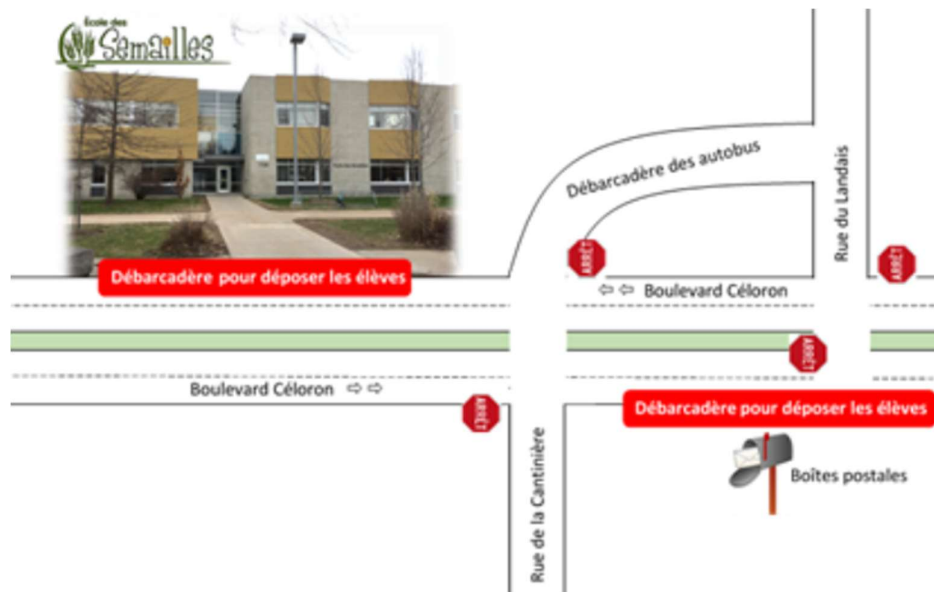 École des
Semailles
Débarcadère des autobus
Rue du Landais
ARRÊT
ARRÊT
Débarcadère pour déposer les élèves
⇦ ⇦ Boulevard Céloron
ARRÊT
Boulevard Céloron ⇨ ⇨
ARRÊT
Débarcadère pour déposer les élèves
Rue de la Cantinière
Boîtes postales